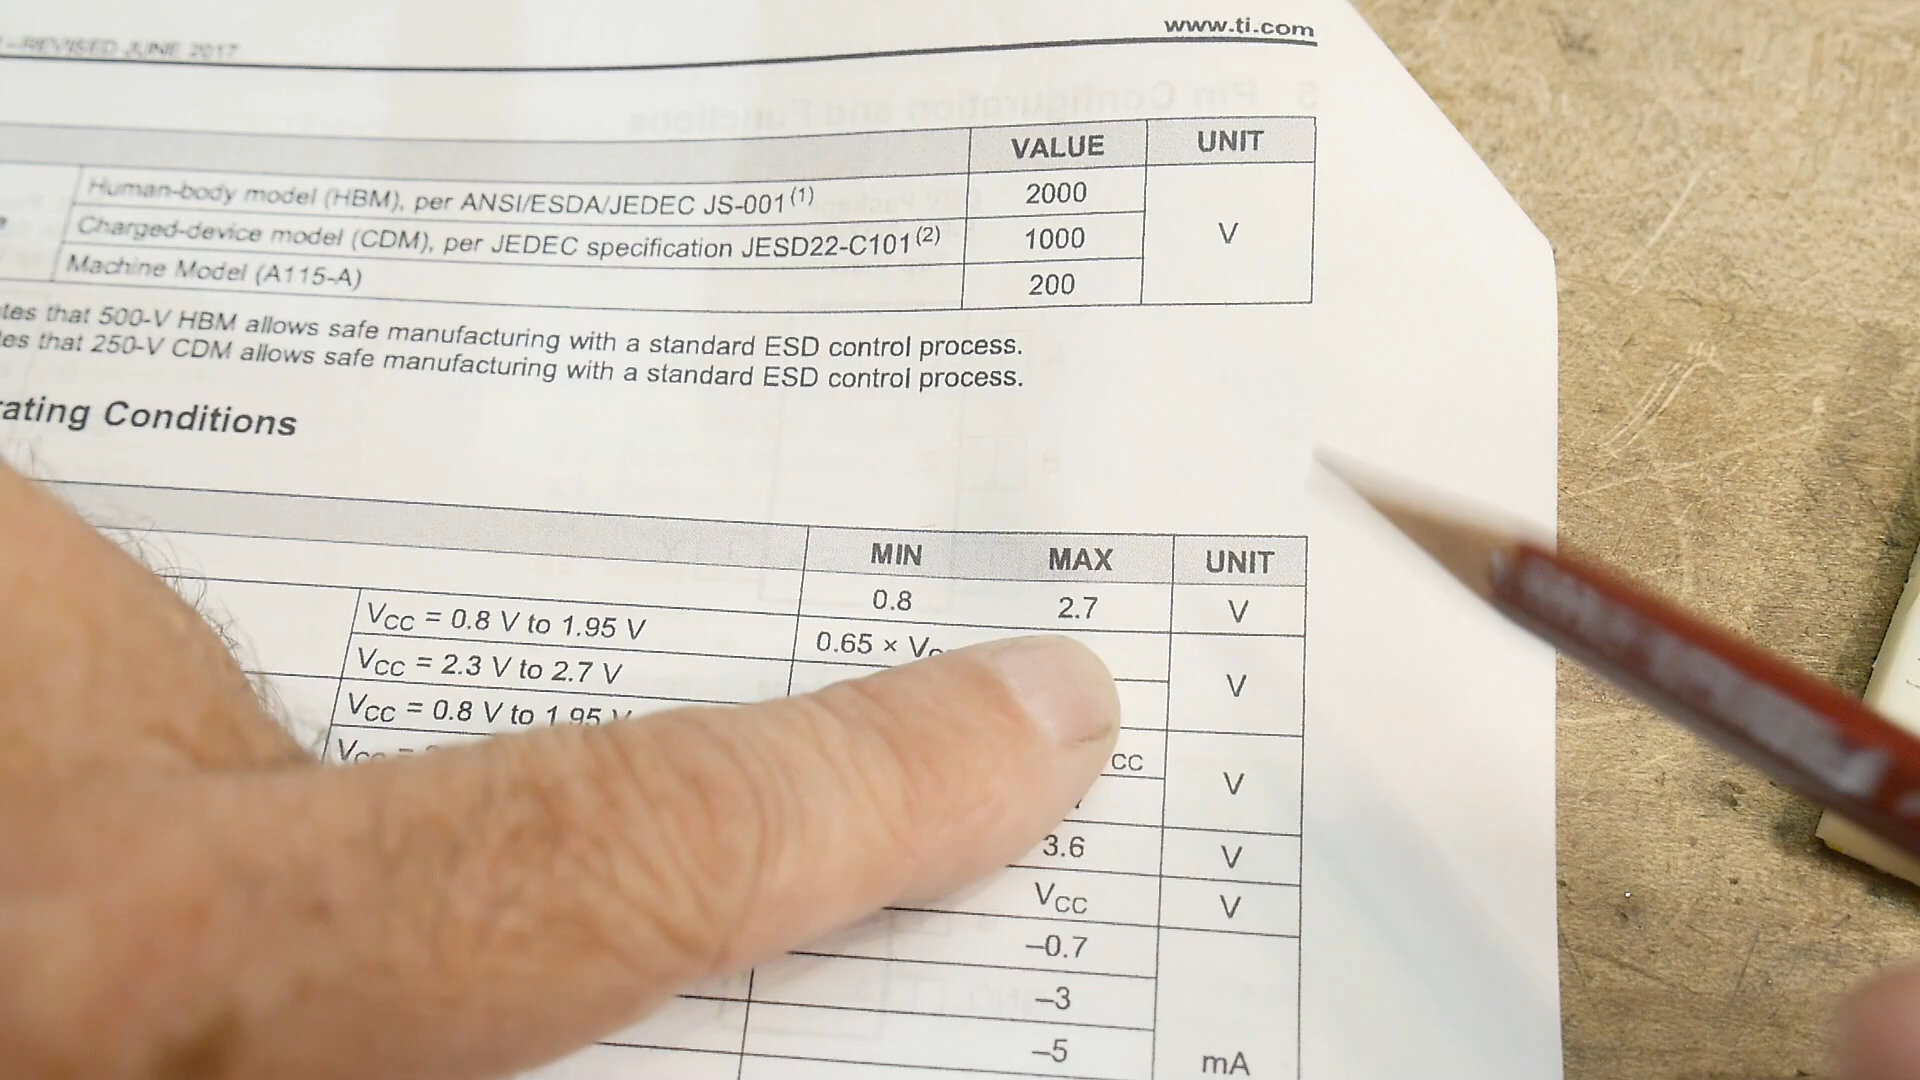 www.ti.com
–REVISED JUNE 2017
VALUE UNIT
Human-body model (HBM), per ANSI/ESDA/JEDEC JS-001(1) 2000
Charged-device model (CDM), per JEDEC specification JESD22-C101(2) 1000 V
Machine Model (A115-A) 200
tes that 500-V HBM allows safe manufacturing with a standard ESD control process.
tes that 250-V CDM allows safe manufacturing with a standard ESD control process.
rating Conditions
MIN MAX UNIT
0.8 2.7 V
VCC = 0.8 V to 1.95 V 0.65 × V
VCC = 2.3 V to 2.7 V V
VCC = 0.8 V to 1.95 V CC
V
3.6 V
VCC V
–0.7
–3
–5
mA